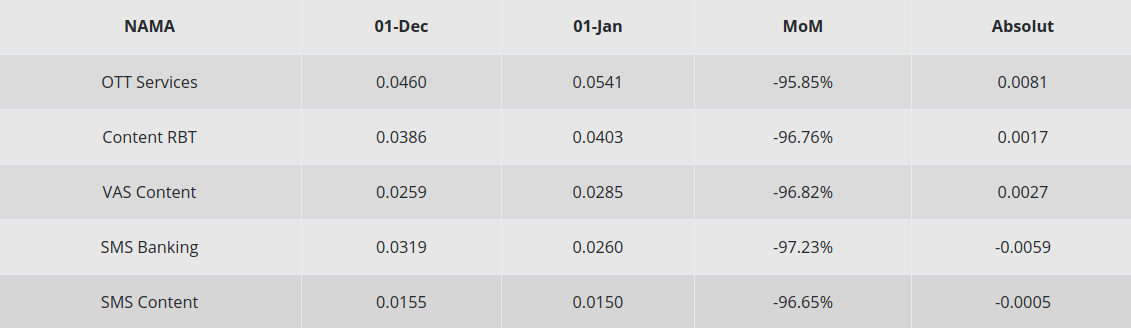 NAMA 01-Dec 01-Jan MoM Absolut
OTT Services 0.0460 0.0541 -95.85% 0.0081
Content RBT 0.0386 0.0403 -96.76% 0.0017
VAS Content 0.0259 0.0285 -96.82% 0.0027
SMS Banking 0.0319 0.0260 -97.23% -0.0059
SMS Content 0.0155 0.0150 -96.65% -0.0005